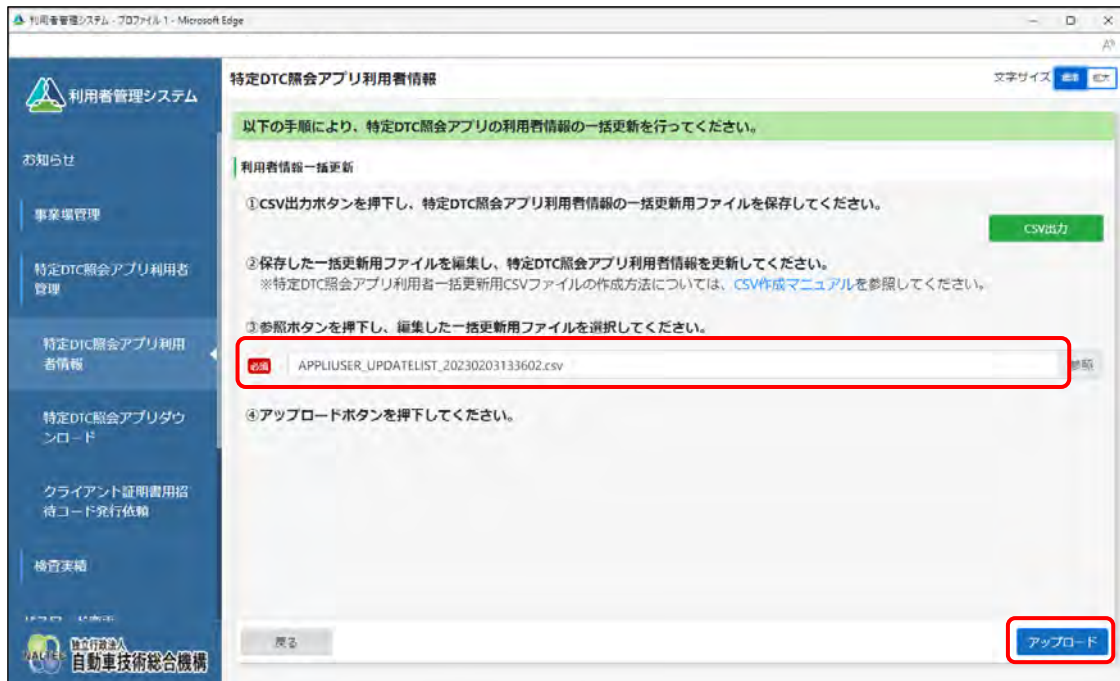 利用者管理システム - プロファイル 1 - Microsoft Edge
利用者管理システム
お知らせ
事業場管理
特定DTC照会アプリ利用者
管理
特定DTC照会アプリ利用
者情報
特定DTC照会アプリダウ
ンロード
クライアント証明書用招
待コード発行依頼
検査実績
独立行政法人
自動車技術総合機構
特定DTC照会アプリ利用者情報
文字サイズ 標準 拡大
以下の手順により、特定DTC照会アプリの利用者情報の一括更新を行ってください。
利用者情報一括更新
①CSV出力ボタンを押下し、特定DTC照会アプリ利用者情報の一括更新用ファイルを保存してください。
CSV出力
②保存した一括更新用ファイルを編集し、特定DTC照会アプリ利用者情報を更新してください。
※特定DTC照会アプリ利用者一括更新用CSVファイルの作成方法については、CSV作成マニュアルを参照してください。
③参照ボタンを押下し、編集した一括更新用ファイルを選択してください。
必須 APPLIUSER_UPDATELIST_20230203133602.csv 参照
④アップロードボタンを押下してください。
戻る アップロード